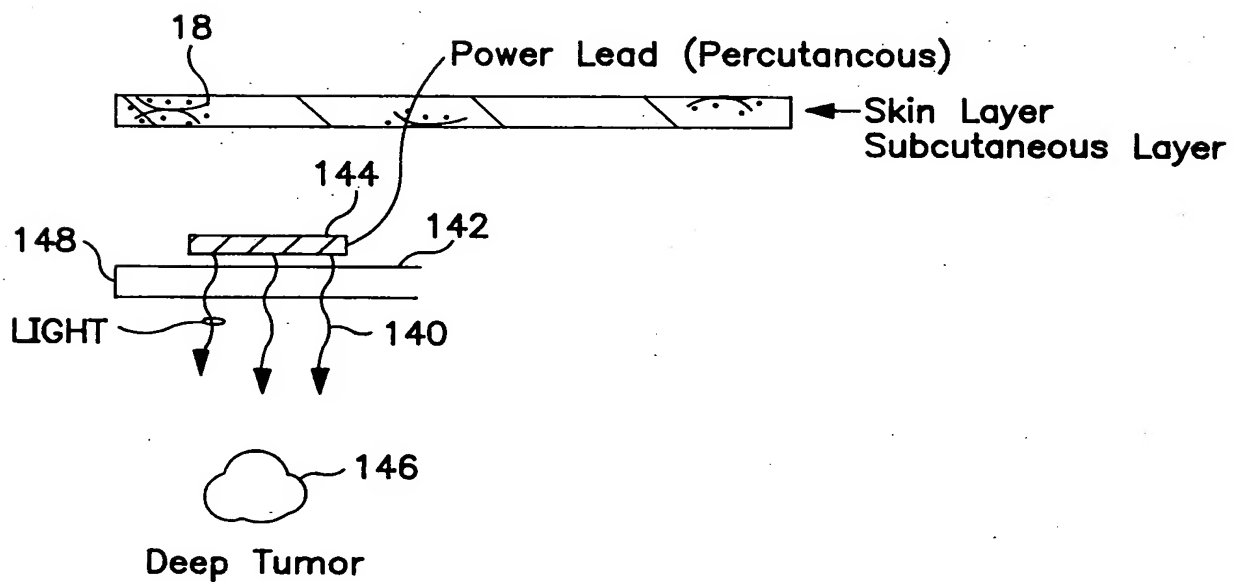 18
Power Lead (Percutancous)
Skin Layer
Subcutaneous Layer
144
142
148
LIGHT
140
146
Deep Tumor